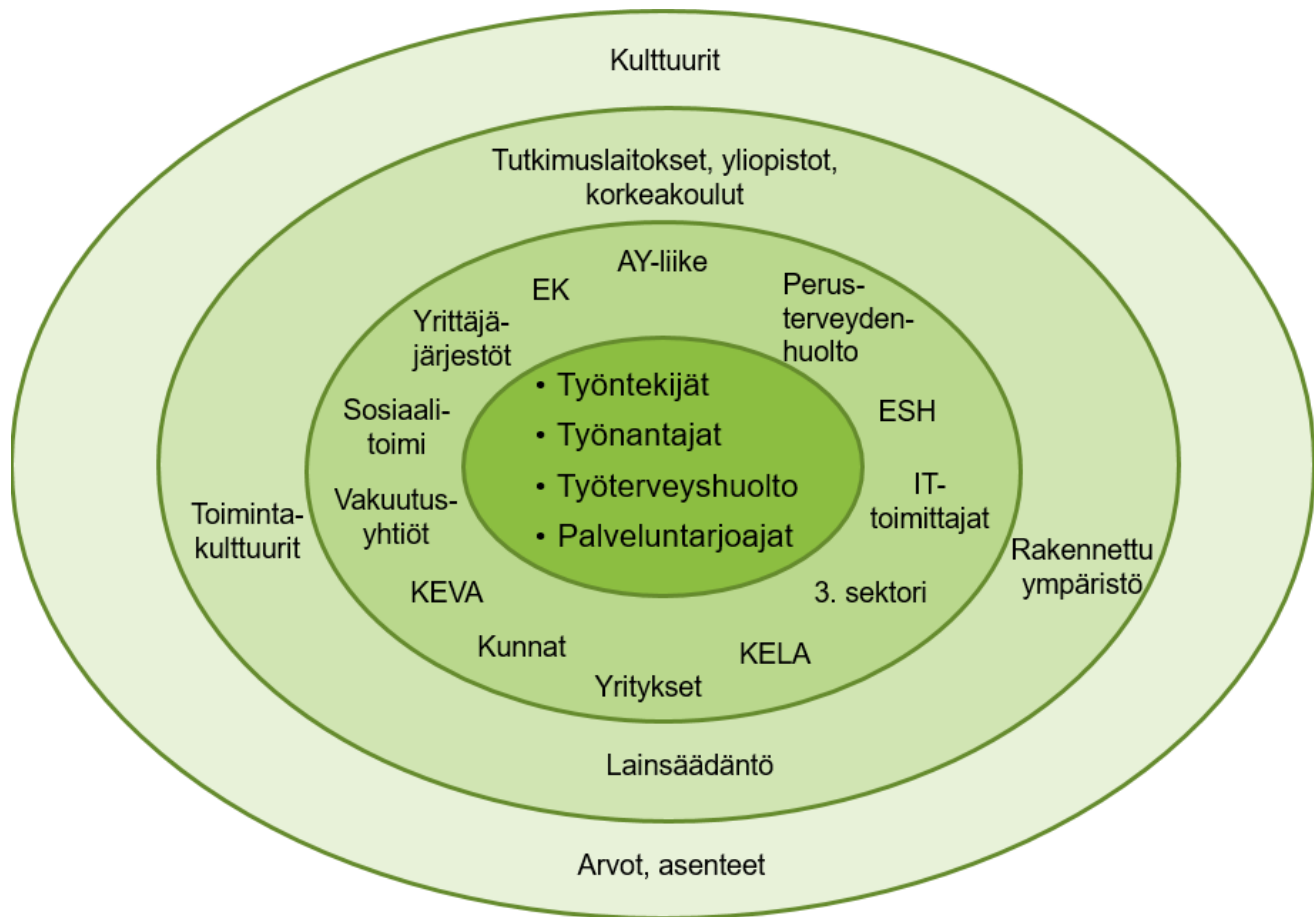 Kulttuurit
Tutkimuslaitokset, yliopistot,
korkeakoulut
AY-liike
EK
Perus-
terveyden-
huolto
Yrittäjä-
järjestöt
• Työntekijät
• Työnantajat
• Työterveyshuolto
• Palveluntarjoajat
Sosiaali-
toimi
ESH
Vakuutus-
yhtiöt
IT-
toimittajat
Toiminta-
kulttuurit
Rakennettu
ympäristö
KEVA
3. sektori
Kunnat
KELA
Yritykset
Lainsäädäntö
Arvot, asenteet